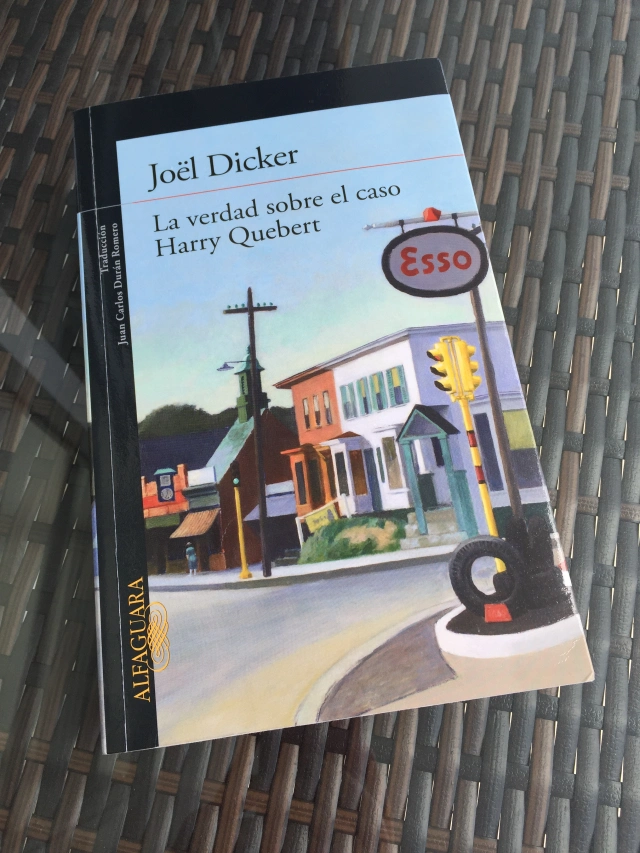 Joël Dicker
La verdad sobre el caso
Harry Quebert
Traducción
Juan Carlos Durán Romero
Esso
ALFAGUARA